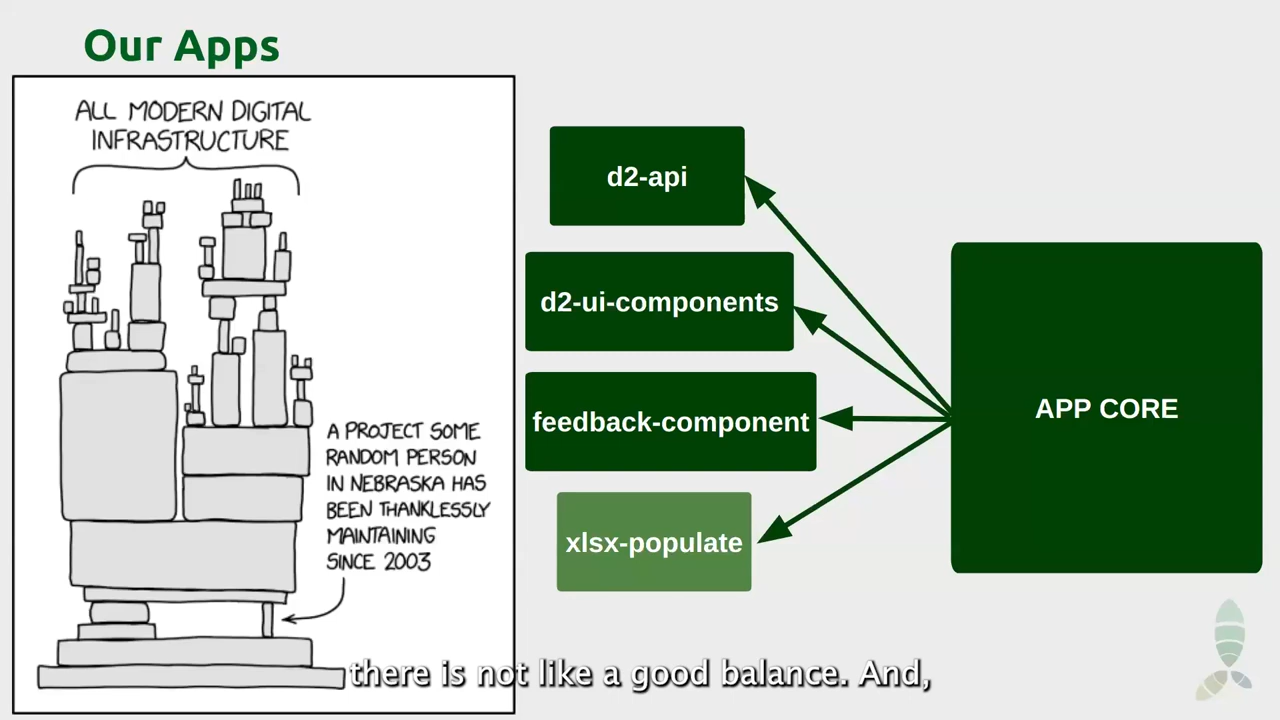 Our Apps
ALL MODERN DIGITAL
INFRASTRUCTURE
A PROJECT SOME
RANDOM PERSON
IN NEBRASKA HAS
BEEN THANKLESSLY
MAINTAINING
SINCE 2003
d2-api
d2-ui-components
feedback-component
xlsx-populate
APP CORE
there is not like a good balance. And,